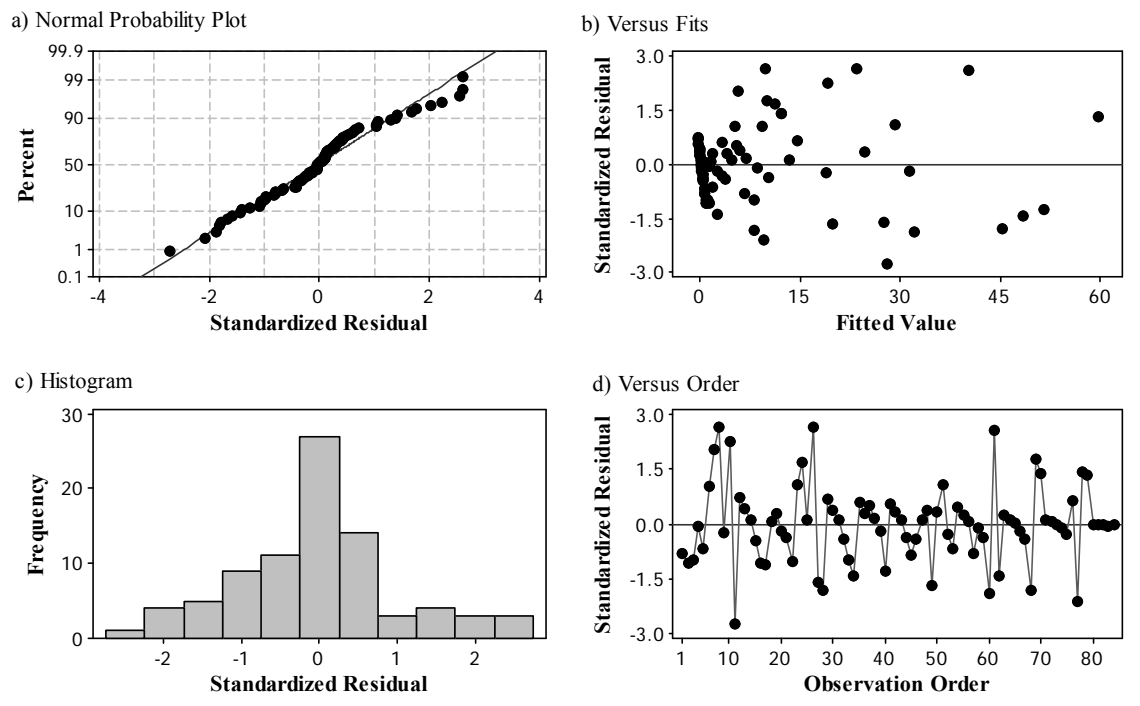 a) Normal Probability Plot
99.9
99
90
50
10
1
0.1
Percent
-4 -2 0 2 4
Standardized Residual
b) Versus Fits
3.0
1.5
0.0
-1.5
-3.0
Standardized Residual
0 15 30 45 60
Fitted Value
c) Histogram
30
20
10
0
Frequency
-2 -1 0 1 2
Standardized Residual
d) Versus Order
3.0
1.5
0.0
-1.5
-3.0
Standardized Residual
1 10 20 30 40 50 60 70 80
Observation Order